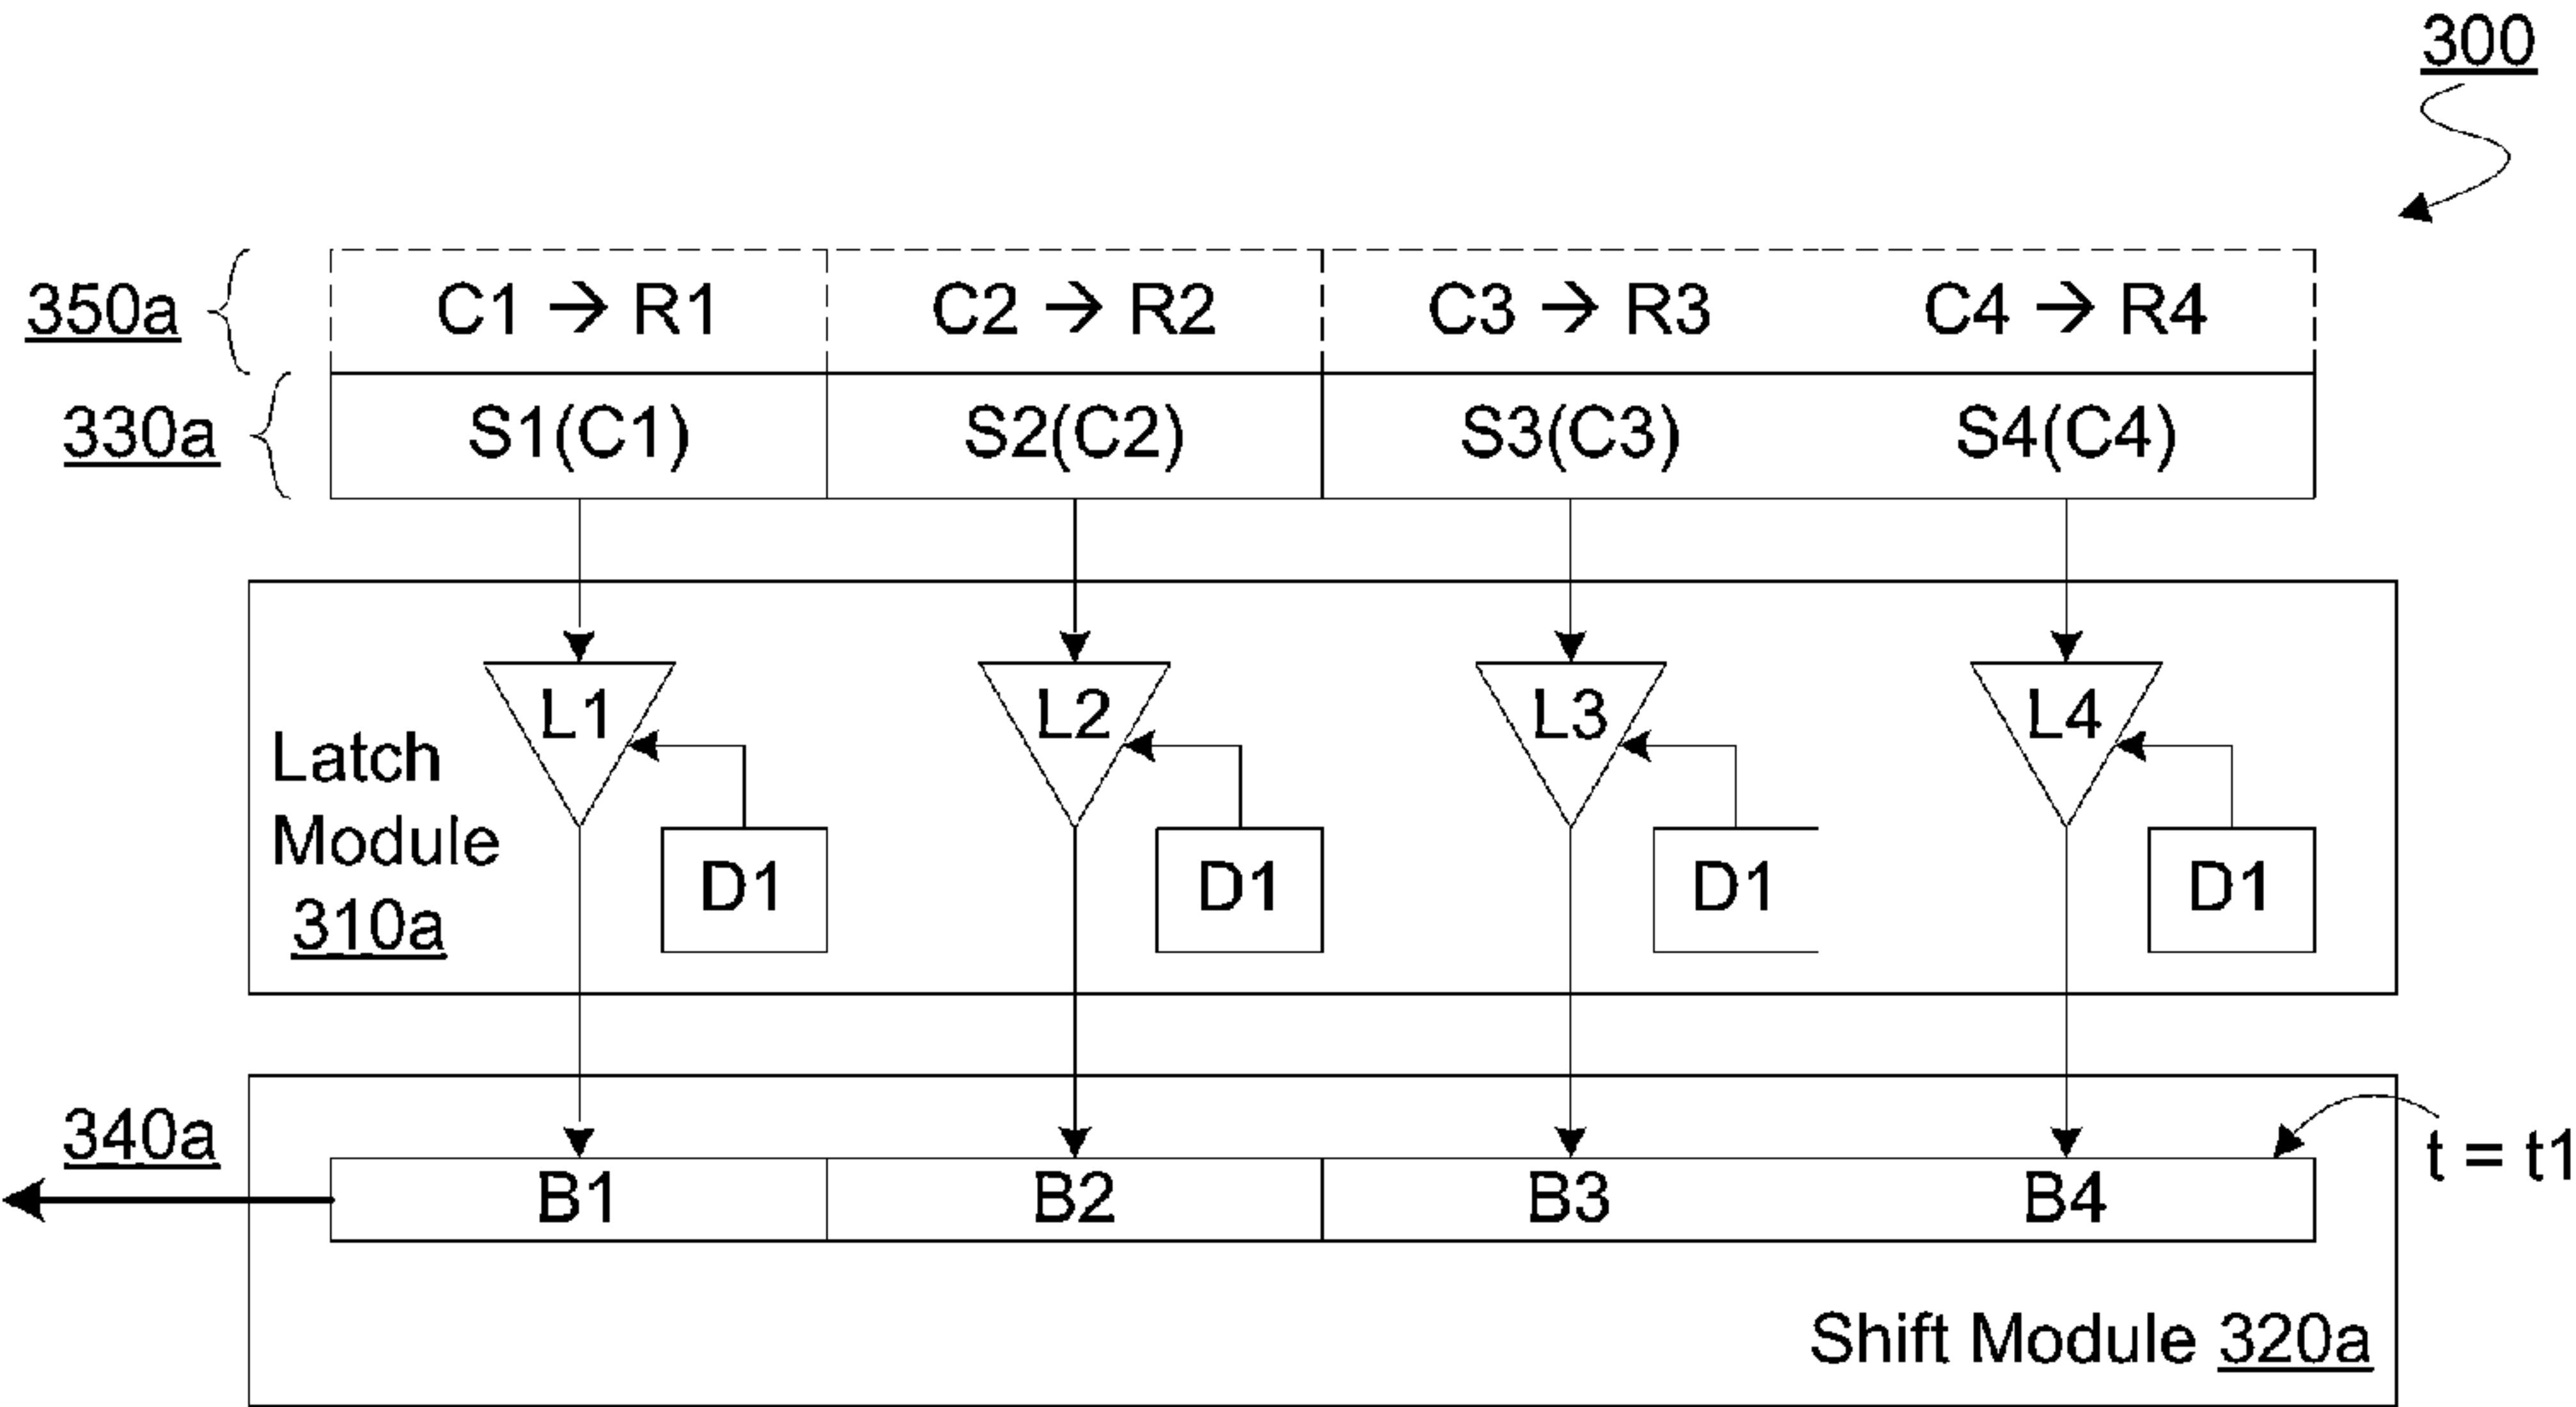 300
350a C1 → R1 C2 → R2 C3 → R3 C4 → R4
330a S1(C1) S2(C2) S3(C3) S4(C4)
L1 L2 L3 L4
Latch
Module
310a
D1 D1 D1 D1
340a
B1 B2 B3 B4
t = t1
Shift Module 320a